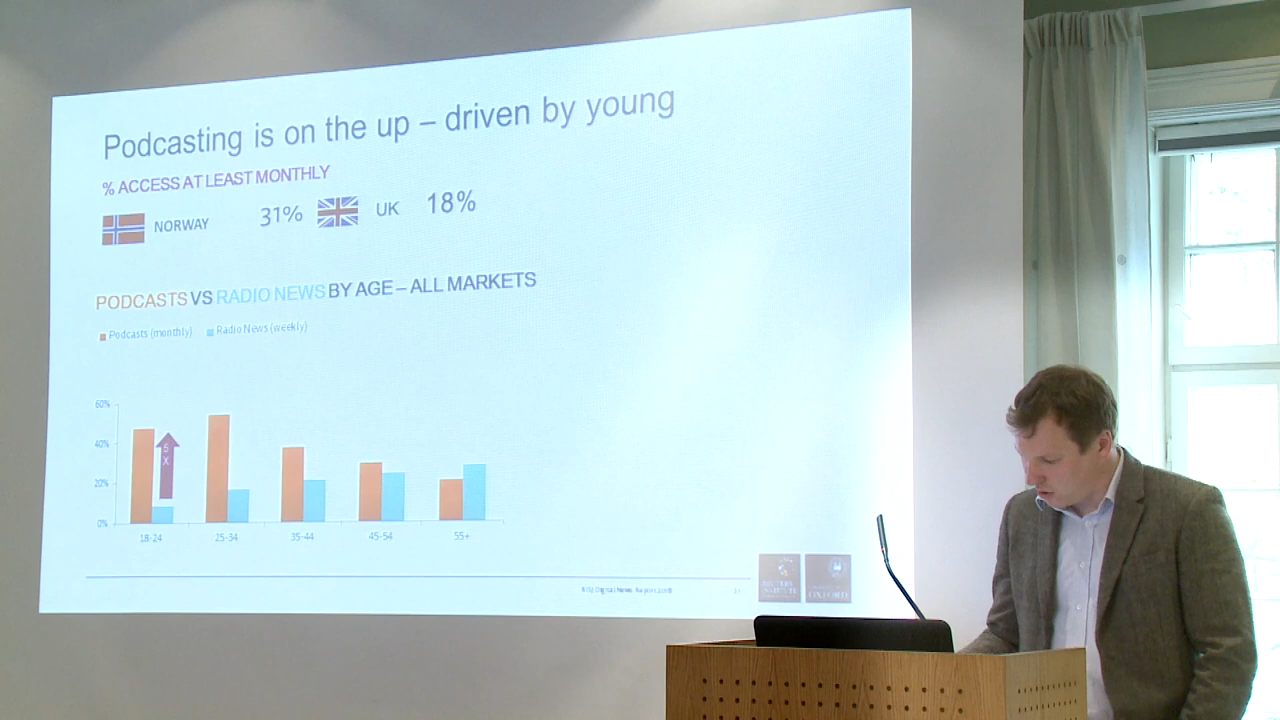 Podcasting is on the up – driven by young
% ACCESS AT LEAST MONTHLY
NORWAY 31% UK 18%
PODCASTS VS RADIO NEWS BY AGE – ALL MARKETS
Podcasts (monthly) Radio News (weekly)
60%
40%
20%
0%
5
X
18-24 25-34 35-44 45-54 55+